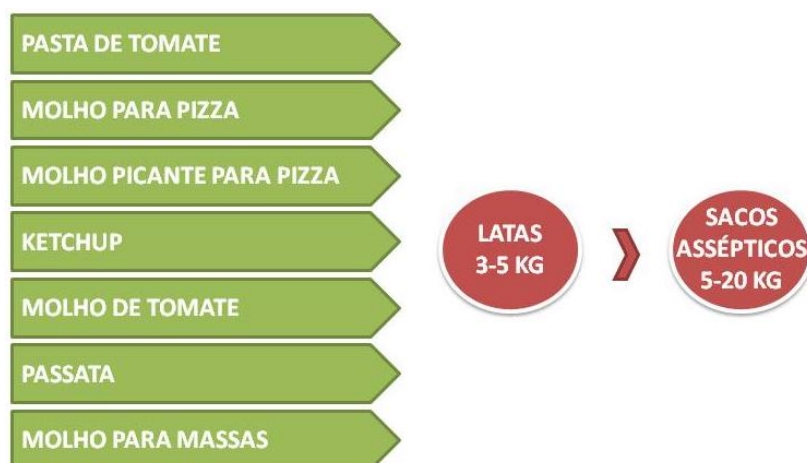 PASTA DE TOMATE
MOLHO PARA PIZZA
MOLHO PICANTE PARA PIZZA
KETCHUP
MOLHO DE TOMATE
PASSATA
MOLHO PARA MASSAS
LATAS
3-5 KG
SACOS
ASSÉPTICOS
5-20 KG